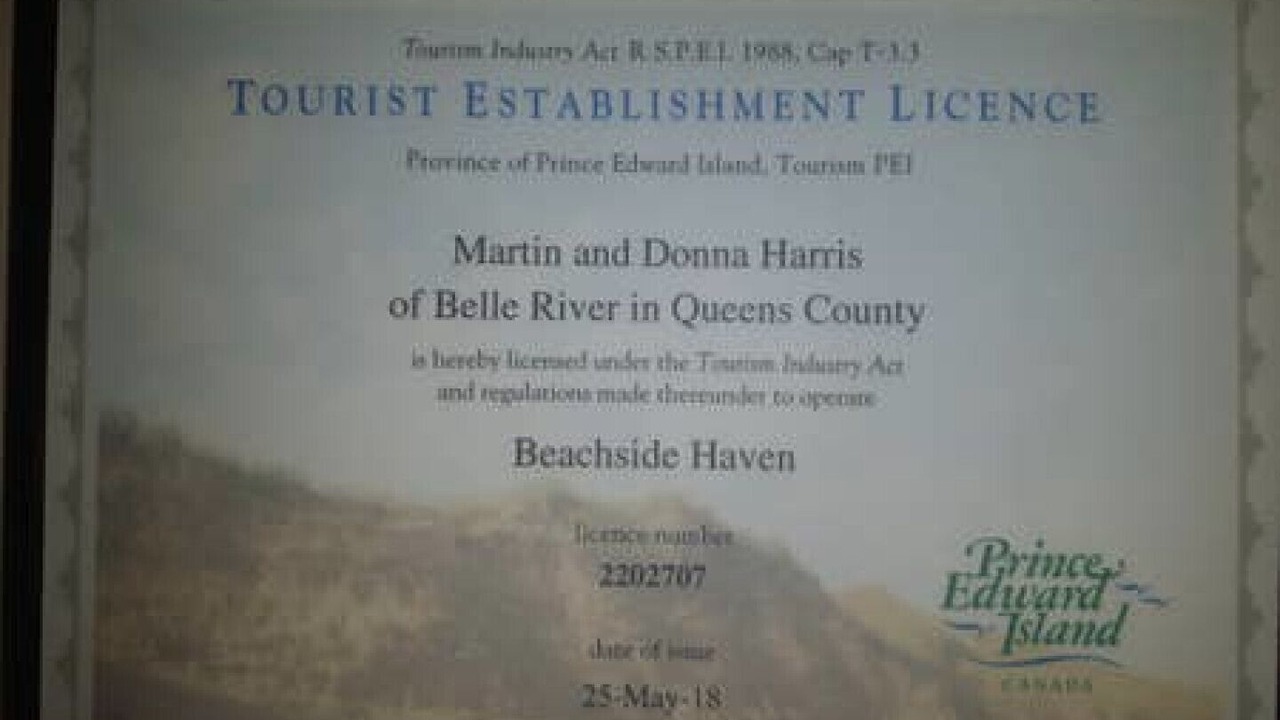 Tourism Industry Act R.S.P.E.I. 1988, Cap T-3.3
TOURIST ESTABLISHMENT LICENCE
Province of Prince Edward Island, Tourism PEI
Martin and Donna Harris
of Belle River in Queens County
is hereby licensed under the Tourism Industry Act
and regulations made thereunder to operate
Beachside Haven
licence number
2202707
date of issue
25-May-18
Prince
Edward
Island
CANADA